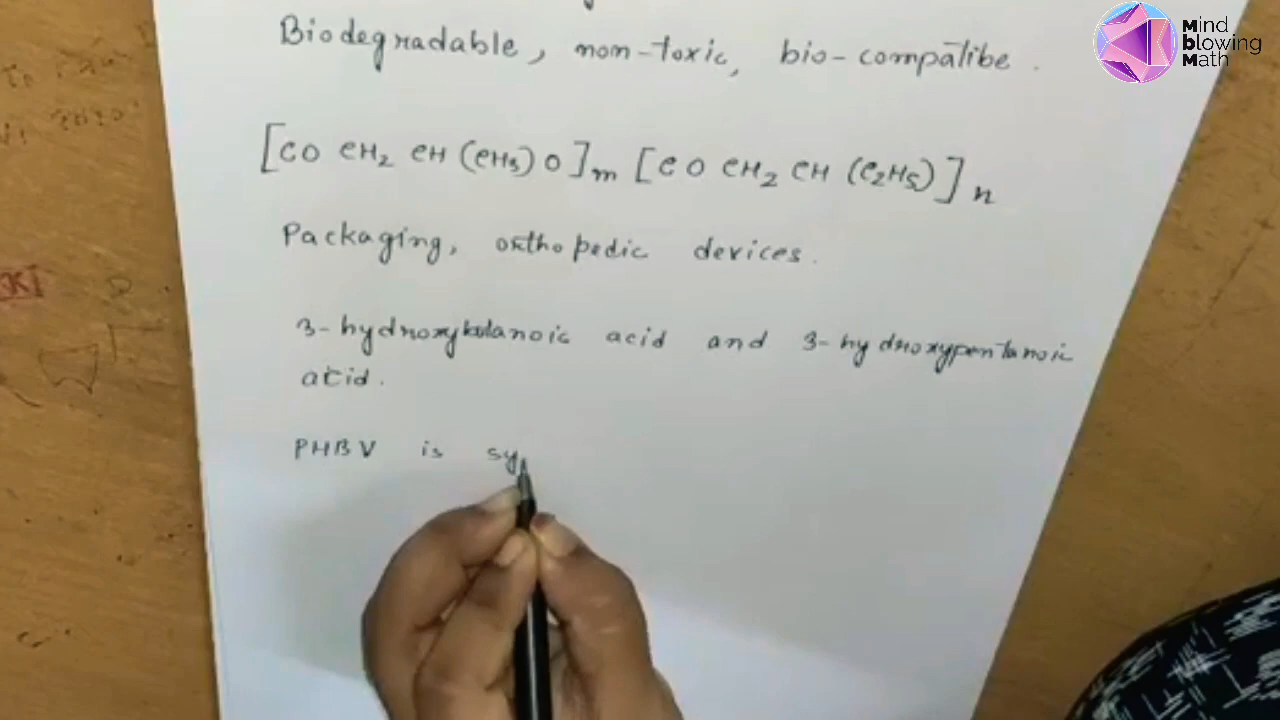 Mind
blowing
Math
Biodegradable, non-toxic, bio-compatibe.
[CO CH2 CH (CH3) O]m [CO CH2 CH (C2H5)]n
Packaging, orthopedic devices.
3-hydroxybutanoic acid and 3-hydroxypentanoic
acid.
PHBV is sy